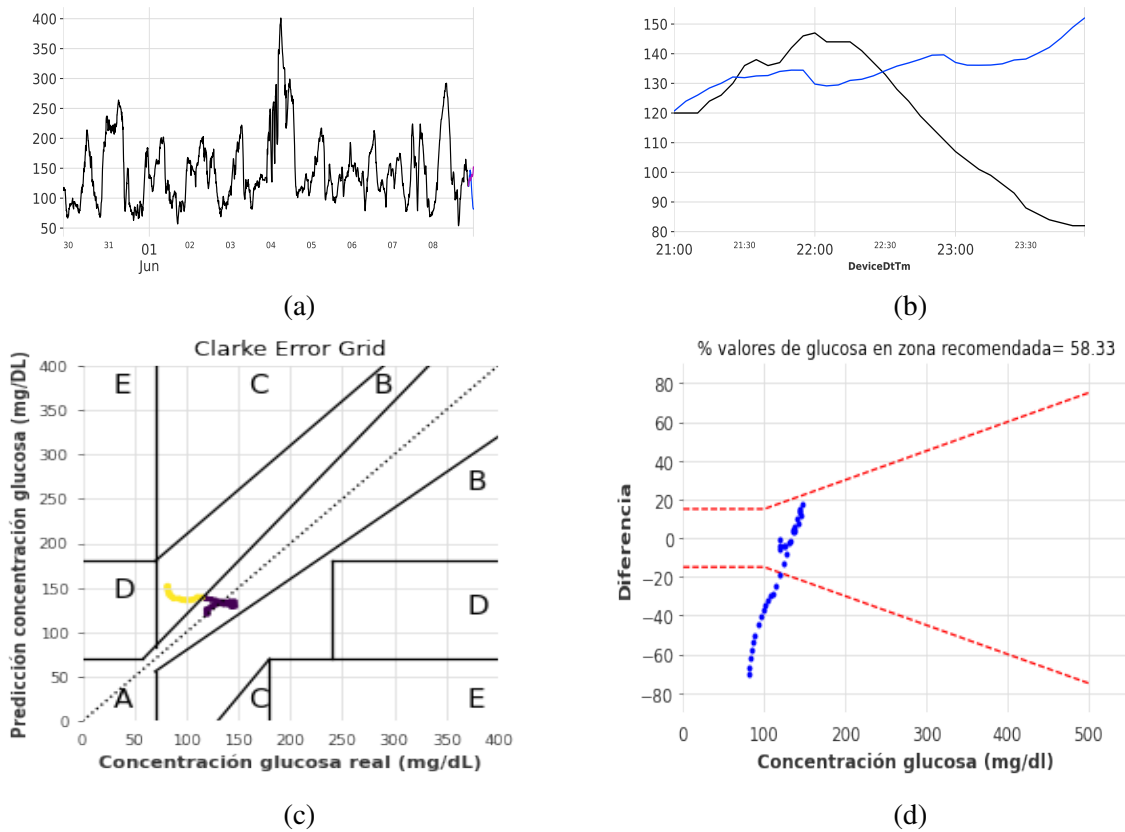 400
350
300
250
200
150
100
50
30 31 01 02 03 04 05 06 07 08
Jun
(a)
150
140
130
120
110
100
90
80
21:00 21:30 22:00 22:30 23:00 23:30
DeviceDtTm
(b)
Clarke Error Grid
Predicción concentración glucosa (mg/DL)
400
350
300
250
200
150
100
50
0
E C B
B
D
D
A C E
0 50 100 150 200 250 300 350 400
Concentración glucosa real (mg/dL)
(c)
% valores de glucosa en zona recomendada= 58.33
Diferencia
80
60
40
20
0
−20
−40
−60
−80
0 100 200 300 400 500
Concentración glucosa (mg/dl)
(d)